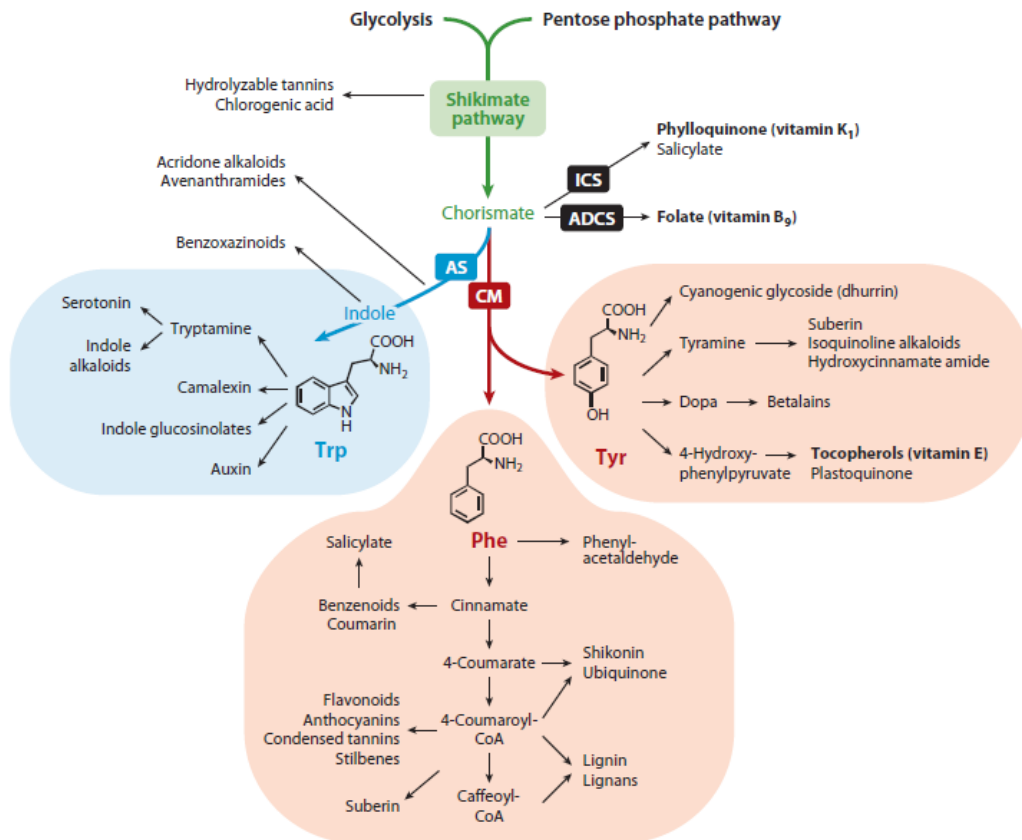 Glycolysis
Pentose phosphate pathway
Hydrolyzable tannins
Chlorogenic acid
Shikimate
pathway
Phylloquinone (vitamin K1)
Salicylate
Acridone alkaloids
Avenanthramides
ICS
Chorismate
ADCS
Folate (vitamin B9)
Benzoxazinoids
AS
CM
Indole
Serotonin
Tryptamine
Indole
alkaloids
COOH
NH2
Camalexin
N
H
Indole glucosinolates
Trp
Auxin
Cyanogenic glycoside (dhurrin)
COOH
NH2
Tyramine
Suberin
Isoquinoline alkaloids
Hydroxycinnamate amide
OH
Dopa
Betalains
Tyr
4-Hydroxy-
phenylpyruvate
Tocopherols (vitamin E)
Plastoquinone
COOH
NH2
Phe
Phenyl-
acetaldehyde
Salicylate
Benzenoids
Coumarin
Cinnamate
4-Coumarate
Shikonin
Ubiquinone
Flavonoids
Anthocyanins
Condensed tannins
Stilbenes
4-Coumaroyl-
CoA
Lignin
Lignans
Suberin
Caffeoyl-
CoA